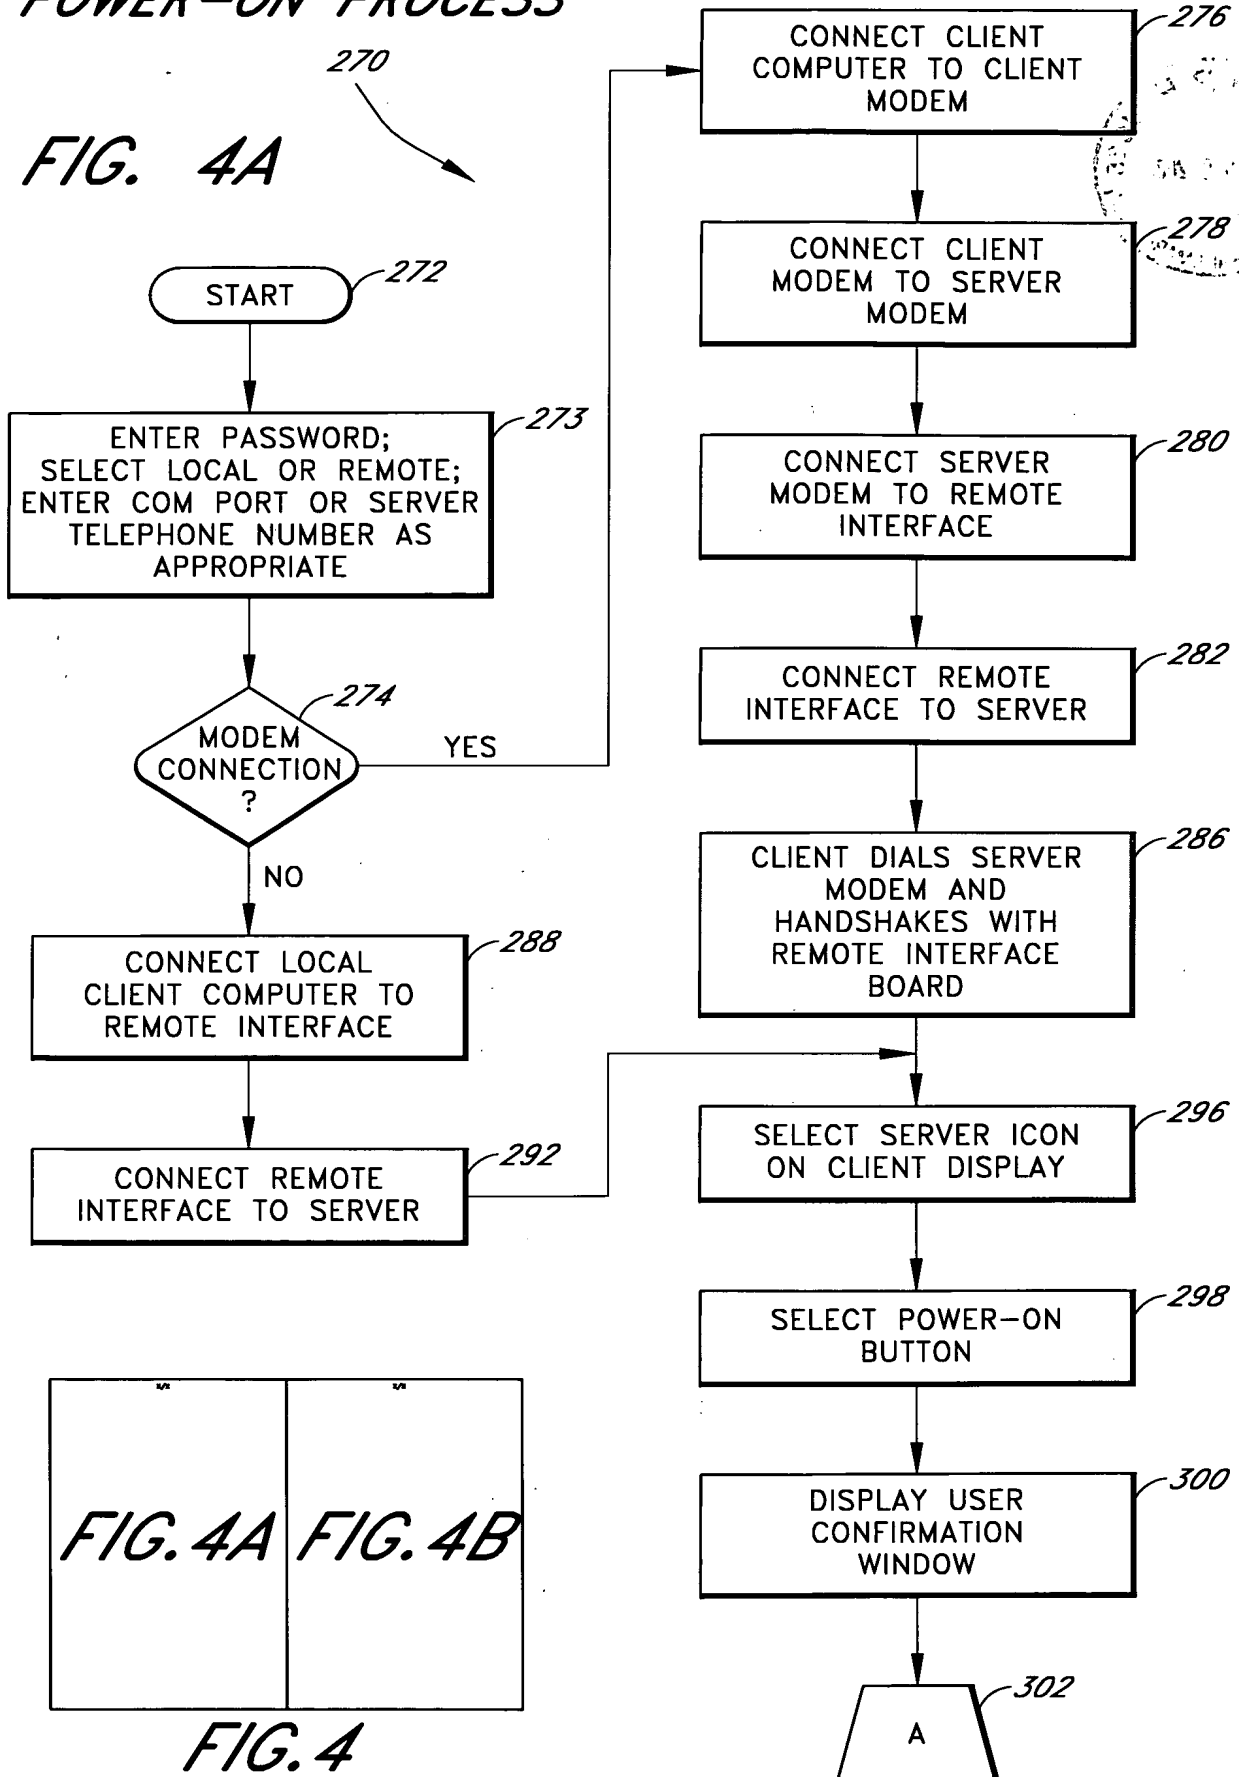 POWER-ON PROCESS
270
FIG. 4A
START
272
ENTER PASSWORD;
SELECT LOCAL OR REMOTE;
ENTER COM PORT OR SERVER
TELEPHONE NUMBER AS
APPROPRIATE
273
MODEM
CONNECTION
?
274
YES
NO
CONNECT LOCAL
CLIENT COMPUTER TO
REMOTE INTERFACE
288
CONNECT REMOTE
INTERFACE TO SERVER
292
CONNECT CLIENT
COMPUTER TO CLIENT
MODEM
276
CONNECT CLIENT
MODEM TO SERVER
MODEM
278
CONNECT SERVER
MODEM TO REMOTE
INTERFACE
280
CONNECT REMOTE
INTERFACE TO SERVER
282
CLIENT DIALS SERVER
MODEM AND
HANDSHAKES WITH
REMOTE INTERFACE
BOARD
286
SELECT SERVER ICON
ON CLIENT DISPLAY
296
SELECT POWER-ON
BUTTON
298
DISPLAY USER
CONFIRMATION
WINDOW
300
A
302
FIG. 4A
FIG. 4B
FIG. 4